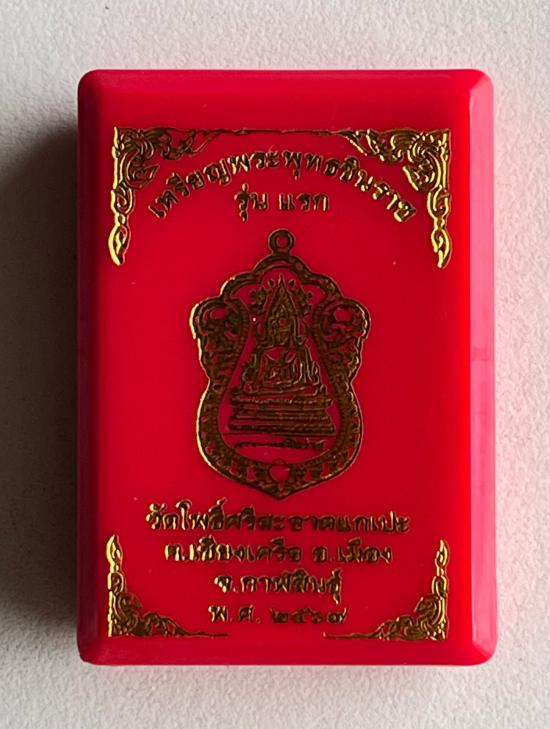 เหรียญพระพุทธชินราช
รุ่น แรก
วัดโพธิ์ศรีสะอาดแกเปะ
ต.เชียงเครือ อ.เมือง
จ.กาฬสินธุ์
พ.ศ. ๒๕๖๗